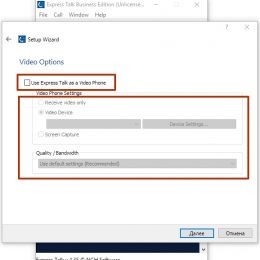 Express Talk Business Edition (Unlicense
File Call Window Help
Setup Wizard
Video Options
Use Express Talk as a Video Phone
Video Phone Settings
Receive video only
Video Device
Device Settings...
Screen Capture
Quality / Bandwidth
Use default settings (Recommended)
Далее
Отмена
Express Talk v 4.35 © NCH Software